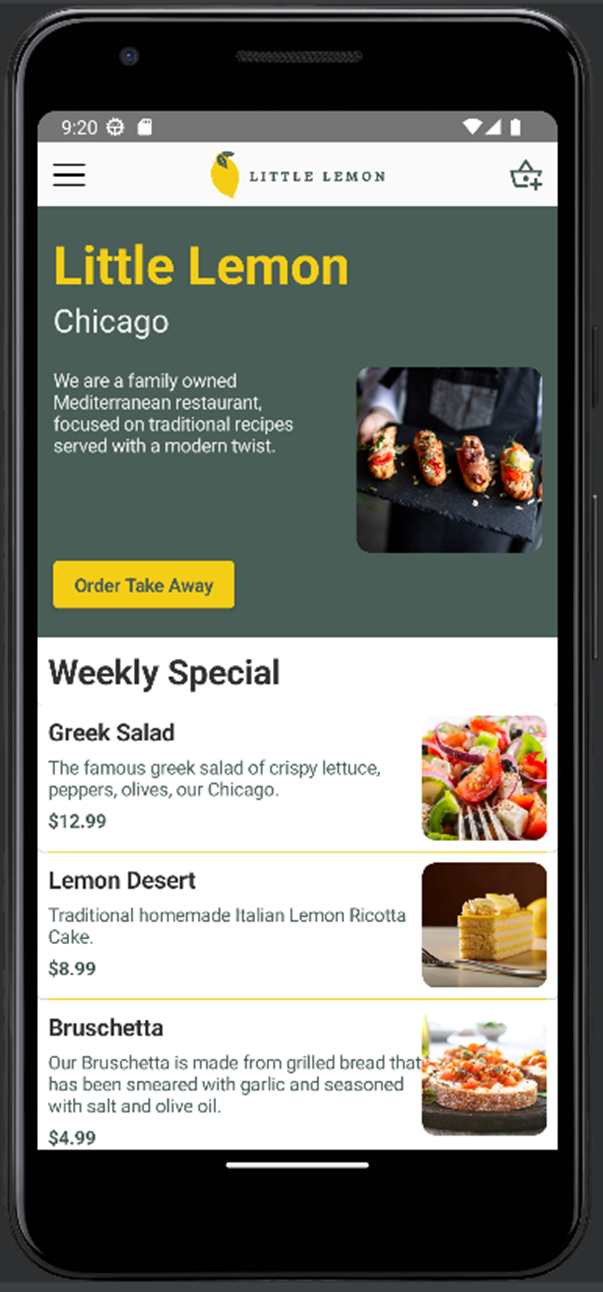 9:20
LITTLE LEMON
Little Lemon
Chicago
We are a family owned
Mediterranean restaurant,
focused on traditional recipes
served with a modern twist.
Order Take Away
Weekly Special
Greek Salad
The famous greek salad of crispy lettuce,
peppers, olives, our Chicago.
$12.99
Lemon Desert
Traditional homemade Italian Lemon Ricotta
Cake.
$8.99
Bruschetta
Our Bruschetta is made from grilled bread that
has been smeared with garlic and seasoned
with salt and olive oil.
$4.99